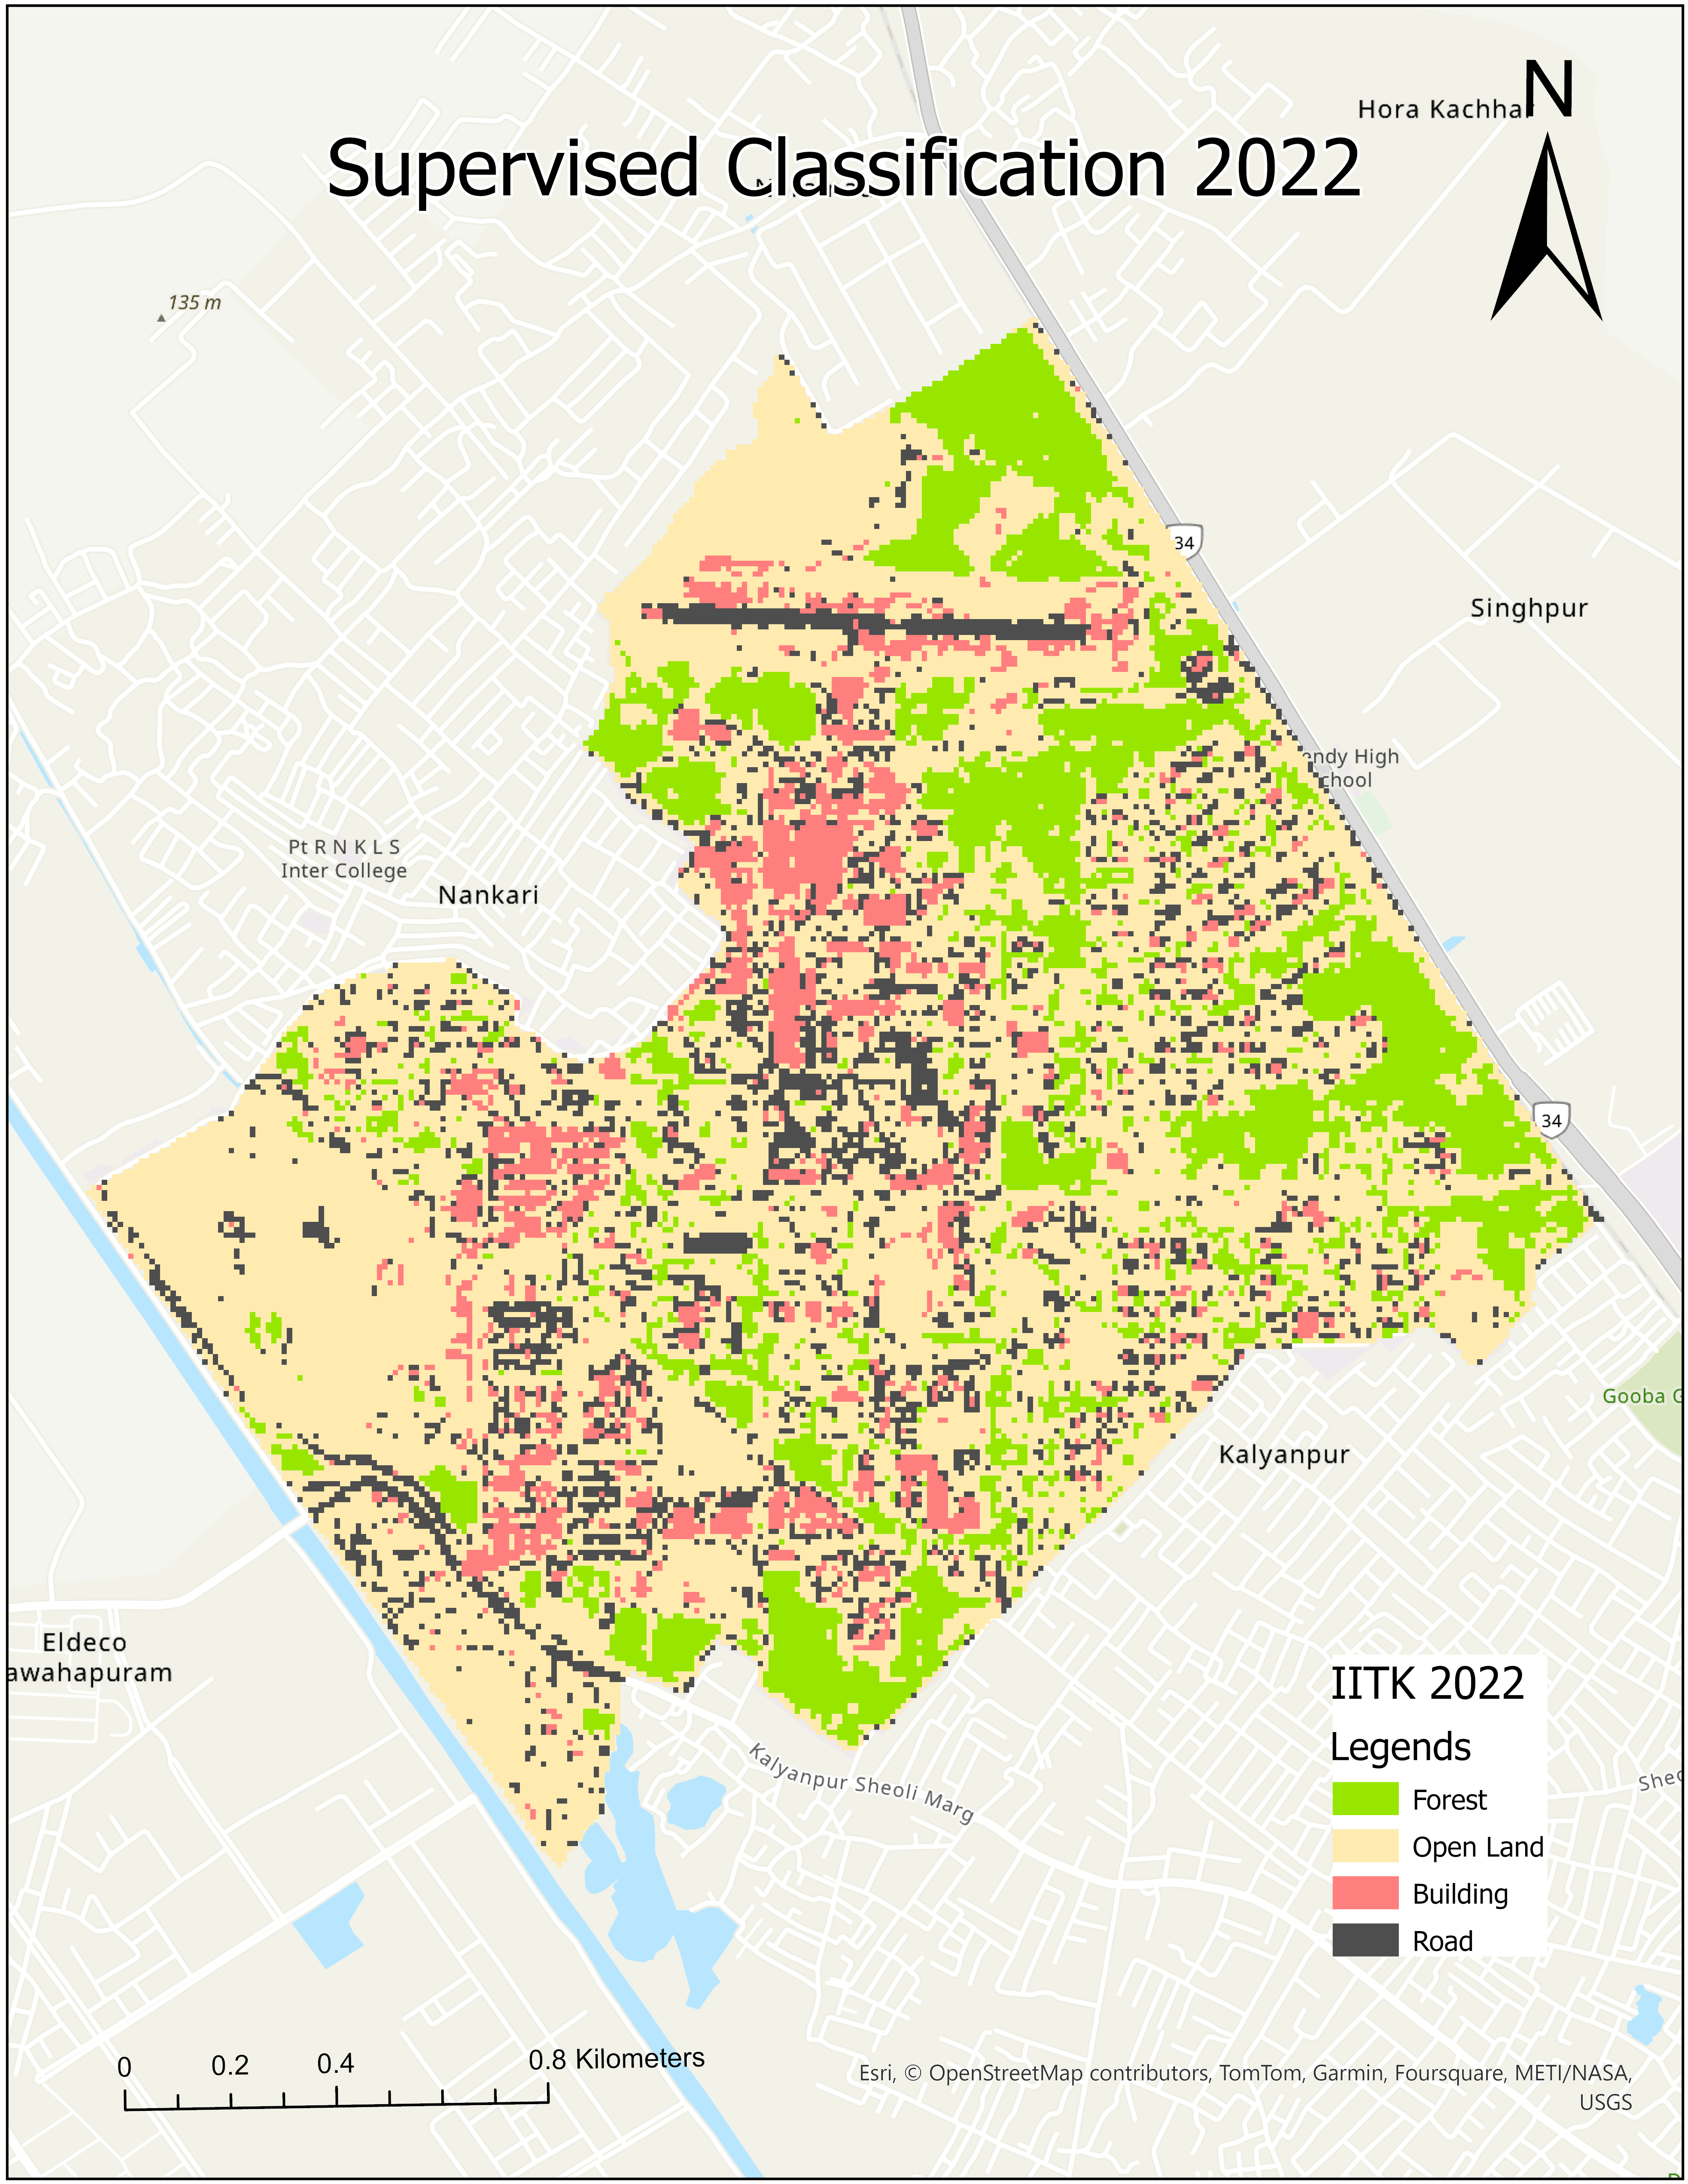 Hora Kachhar
N
Supervised Classification 2022
135 m
34
Singhpur
endy High
chool
Pt R N K L S
Inter College
Nankari
34
Gooba G
Kalyanpur
Eldeco
awahapuram
IITK 2022
Legends
Kalyanpur Sheoli Marg
Sheo
Forest
Open Land
Building
Road
0 0.2 0.4 0.8 Kilometers
Esri, © OpenStreetMap contributors, TomTom, Garmin, Foursquare, METI/NASA,
USGS